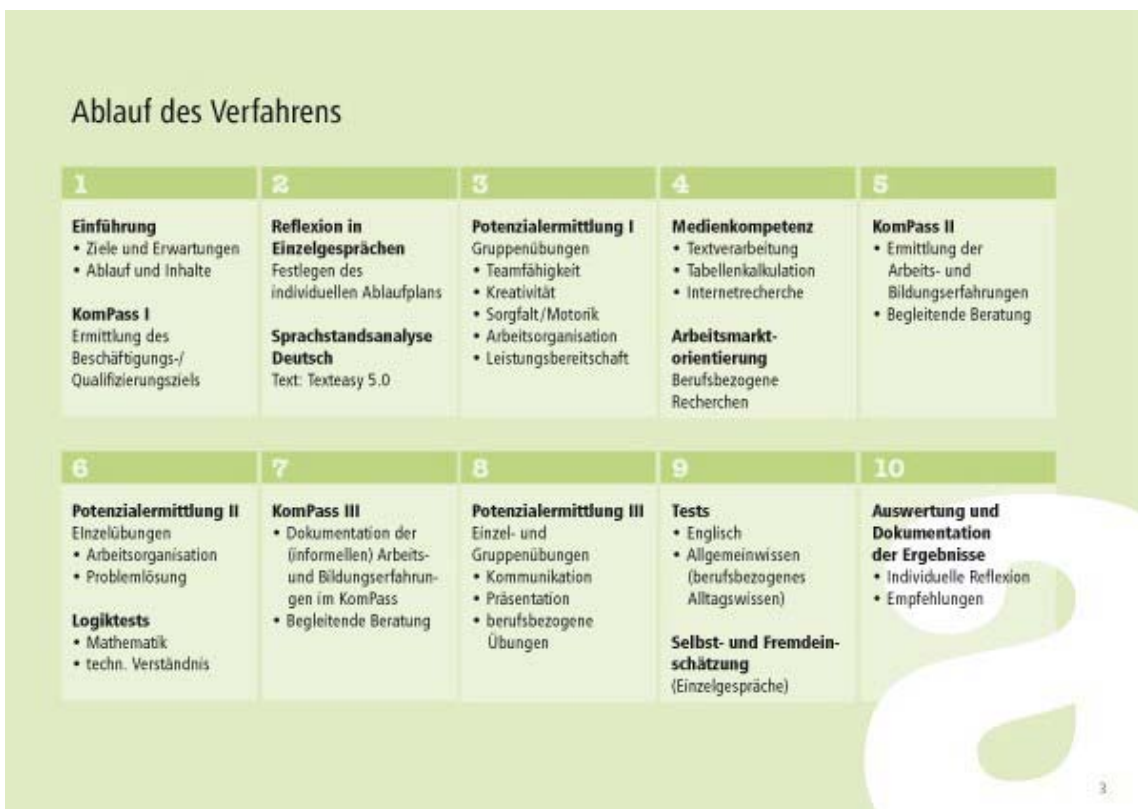 Ablauf des Verfahrens
1
Einführung
• Ziele und Erwartungen
• Ablauf und Inhalte
KomPass I
Ermittlung des
Beschäftigungs-/
Qualifizierungsziels
2
Reflexion in
Einzelgesprächen
Festlegen des
individuellen Ablaufplans
Sprachstandsanalyse
Deutsch
Text: Texteasy 5.0
3
Potenzialermittlung I
Gruppenübungen
• Teamfähigkeit
• Kreativität
• Sorgfalt/Motorik
• Arbeitsorganisation
• Leistungsbereitschaft
4
Medienkompetenz
• Textverarbeitung
• Tabellenkalkulation
• Internetrecherche
Arbeitsmarkt-
orientierung
Berufsbezogene
Recherchen
5
KomPass II
• Ermittlung der
Arbeits- und
Bildungserfahrungen
• Begleitende Beratung
6
Potenzialermittlung II
EInzelübungen
• Arbeitsorganisation
• Problemlösung
Logiktests
• Mathematik
• techn. Verständnis
7
KomPass III
• Dokumentation der
(informellen) Arbeits-
und Bildungserfahrun-
gen im KomPass
• Begleitende Beratung
8
Potenzialermittlung III
Einzel- und
Gruppenübungen
• Kommunikation
• Präsentation
• berufsbezogene
Übungen
9
Tests
• Englisch
• Allgemeinwissen
(berufsbezogenes
Alltagswissen)
Selbst- und Fremdein-
schätzung
(Einzelgespräche)
10
Auswertung und
Dokumentation
der Ergebnisse
• Individuelle Reflexion
• Empfehlungen
a
3